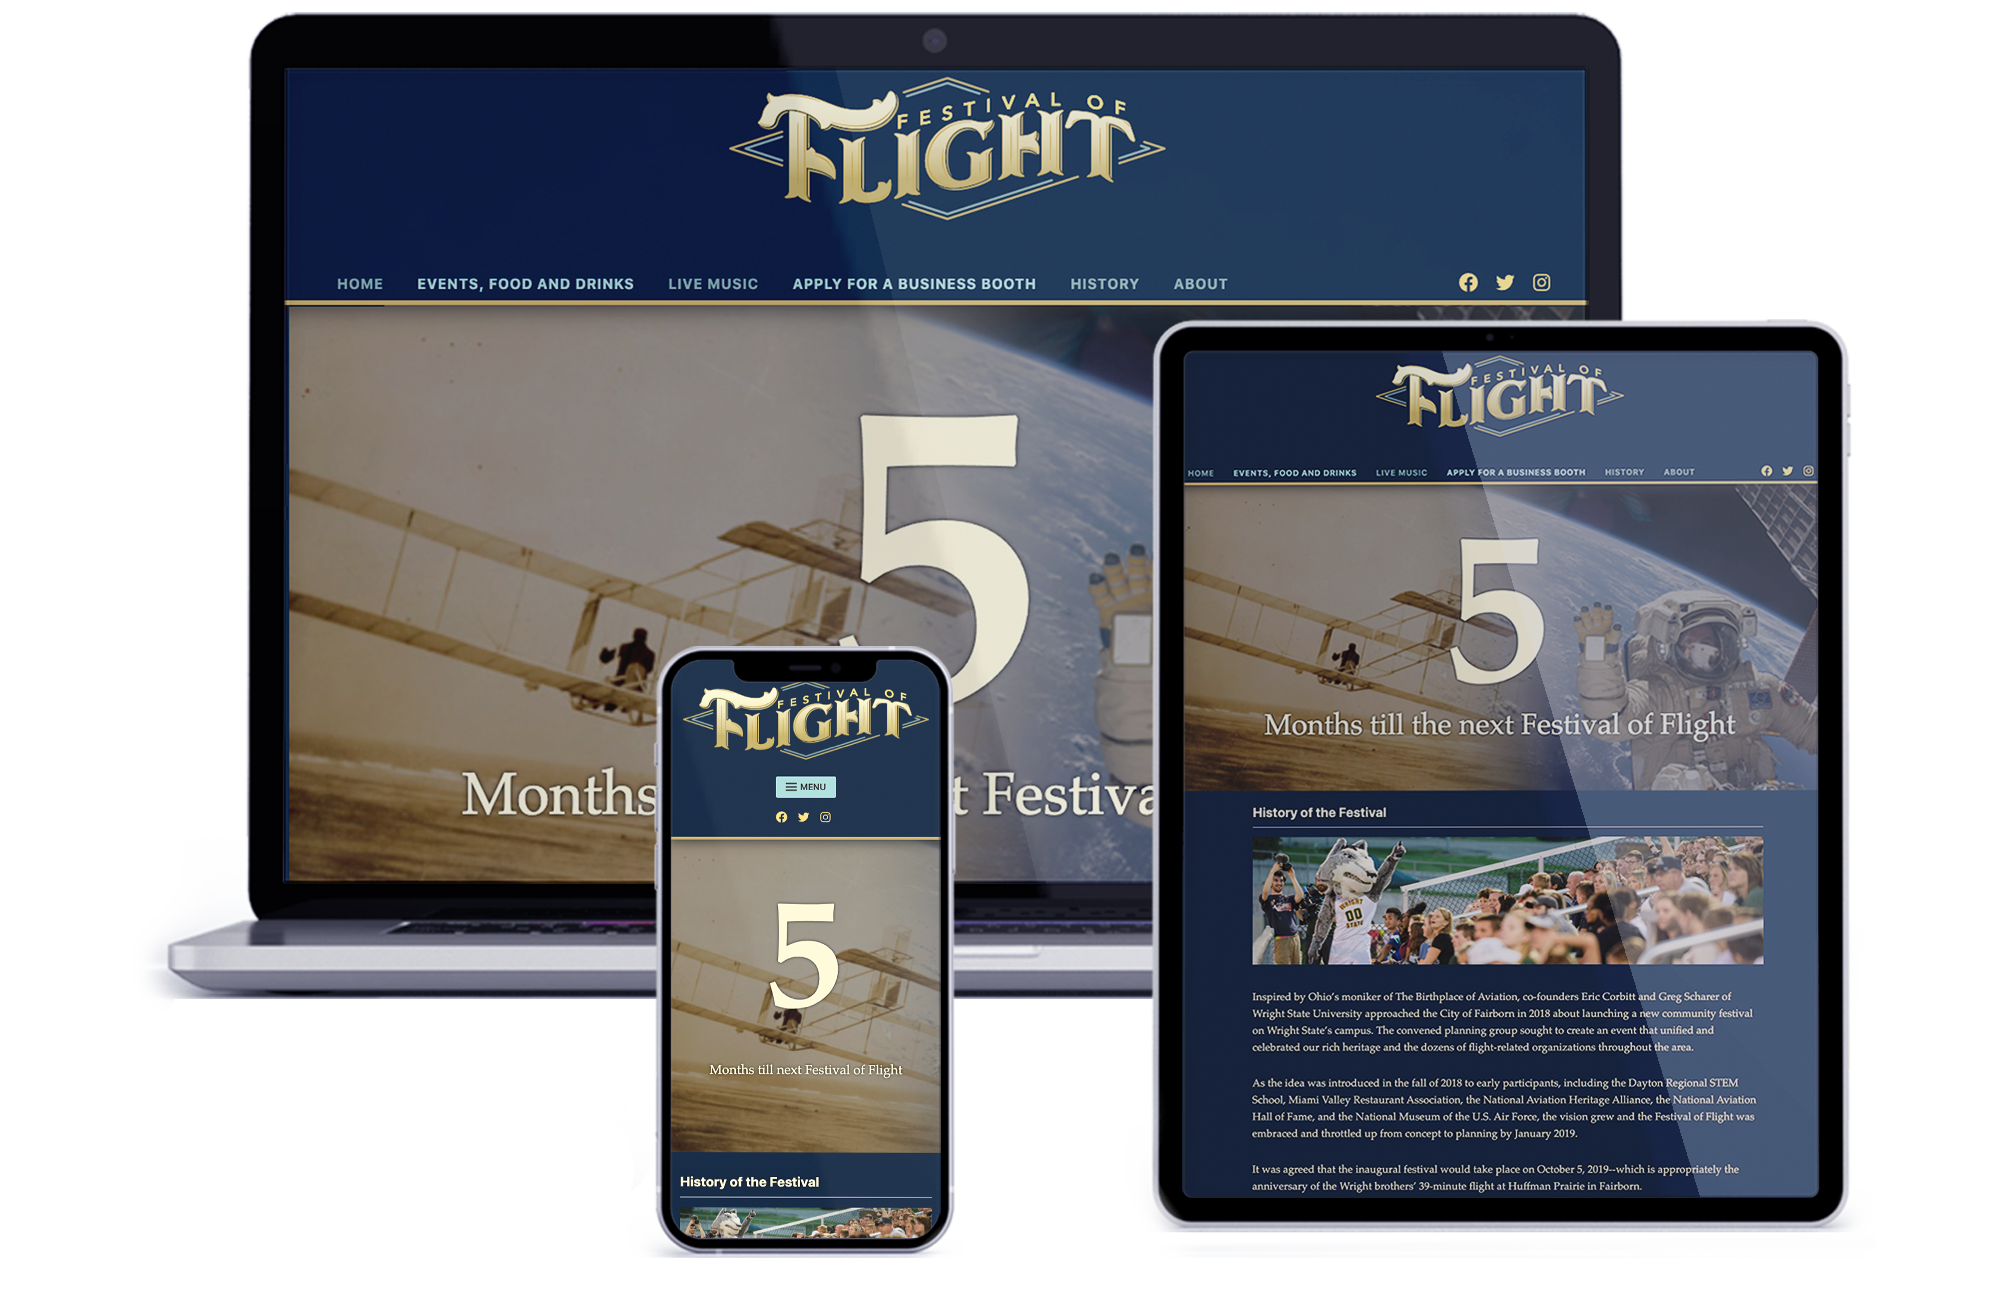 FESTIVAL OF
FLIGHT
HOME EVENTS, FOOD AND DRINKS LIVE MUSIC APPLY FOR A BUSINESS BOOTH HISTORY ABOUT
5
Months t Festiva
FESTIVAL OF
FLIGHT
MENU
5
Months till next Festival of Flight
History of the Festival
FESTIVAL OF
FLIGHT
HOME EVENTS, FOOD AND DRINKS LIVE MUSIC APPLY FOR A BUSINESS BOOTH HISTORY ABOUT
5
Months till the next Festival of Flight
History of the Festival
WRIGHT
00
STATE
Inspired by Ohio's moniker of The Birthplace of Aviation, co-founders Eric Corbitt and Greg Scharer of
Wright State University approached the City of Fairborn in 2018 about launching a new community festival
on Wright State's campus. The convened planning group sought to create an event that unified and
celebrated our rich heritage and the dozens of flight-related organizations throughout the area.
As the idea was introduced in the fall of 2018 to early participants, including the Dayton Regional STEM
School, Miami Valley Restaurant Association, the National Aviation Heritage Alliance, the National Aviation
Hall of Fame, and the National Museum of the U.S. Air Force, the vision grew and the Festival of Flight was
embraced and throttled up from concept to planning by January 2019.
It was agreed that the inaugural festival would take place on October 5, 2019--which is appropriately the
anniversary of the Wright brothers' 39-minute flight at Huffman Prairie in Fairborn.